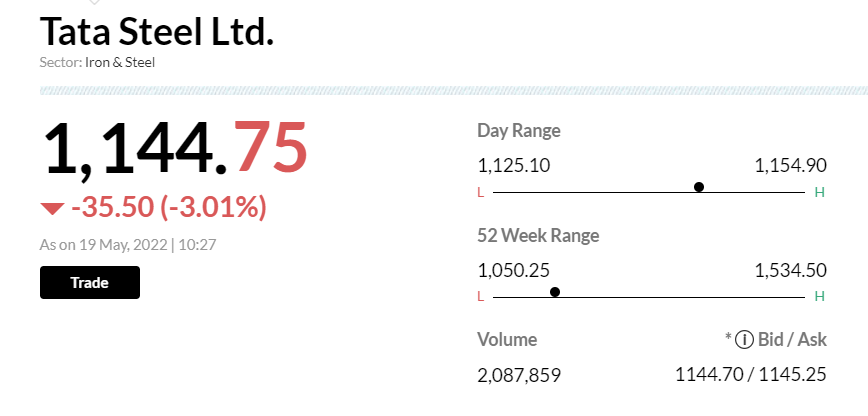 Tata Steel Ltd.
Sector: Iron & Steel
1,144.75
-35.50 (-3.01%)
As on 19 May, 2022 | 10:27
Trade
Day Range
1,125.10 1,154.90
L H
52 Week Range
1,050.25 1,534.50
L H
Volume * i Bid / Ask
2,087,859 1144.70 / 1145.25